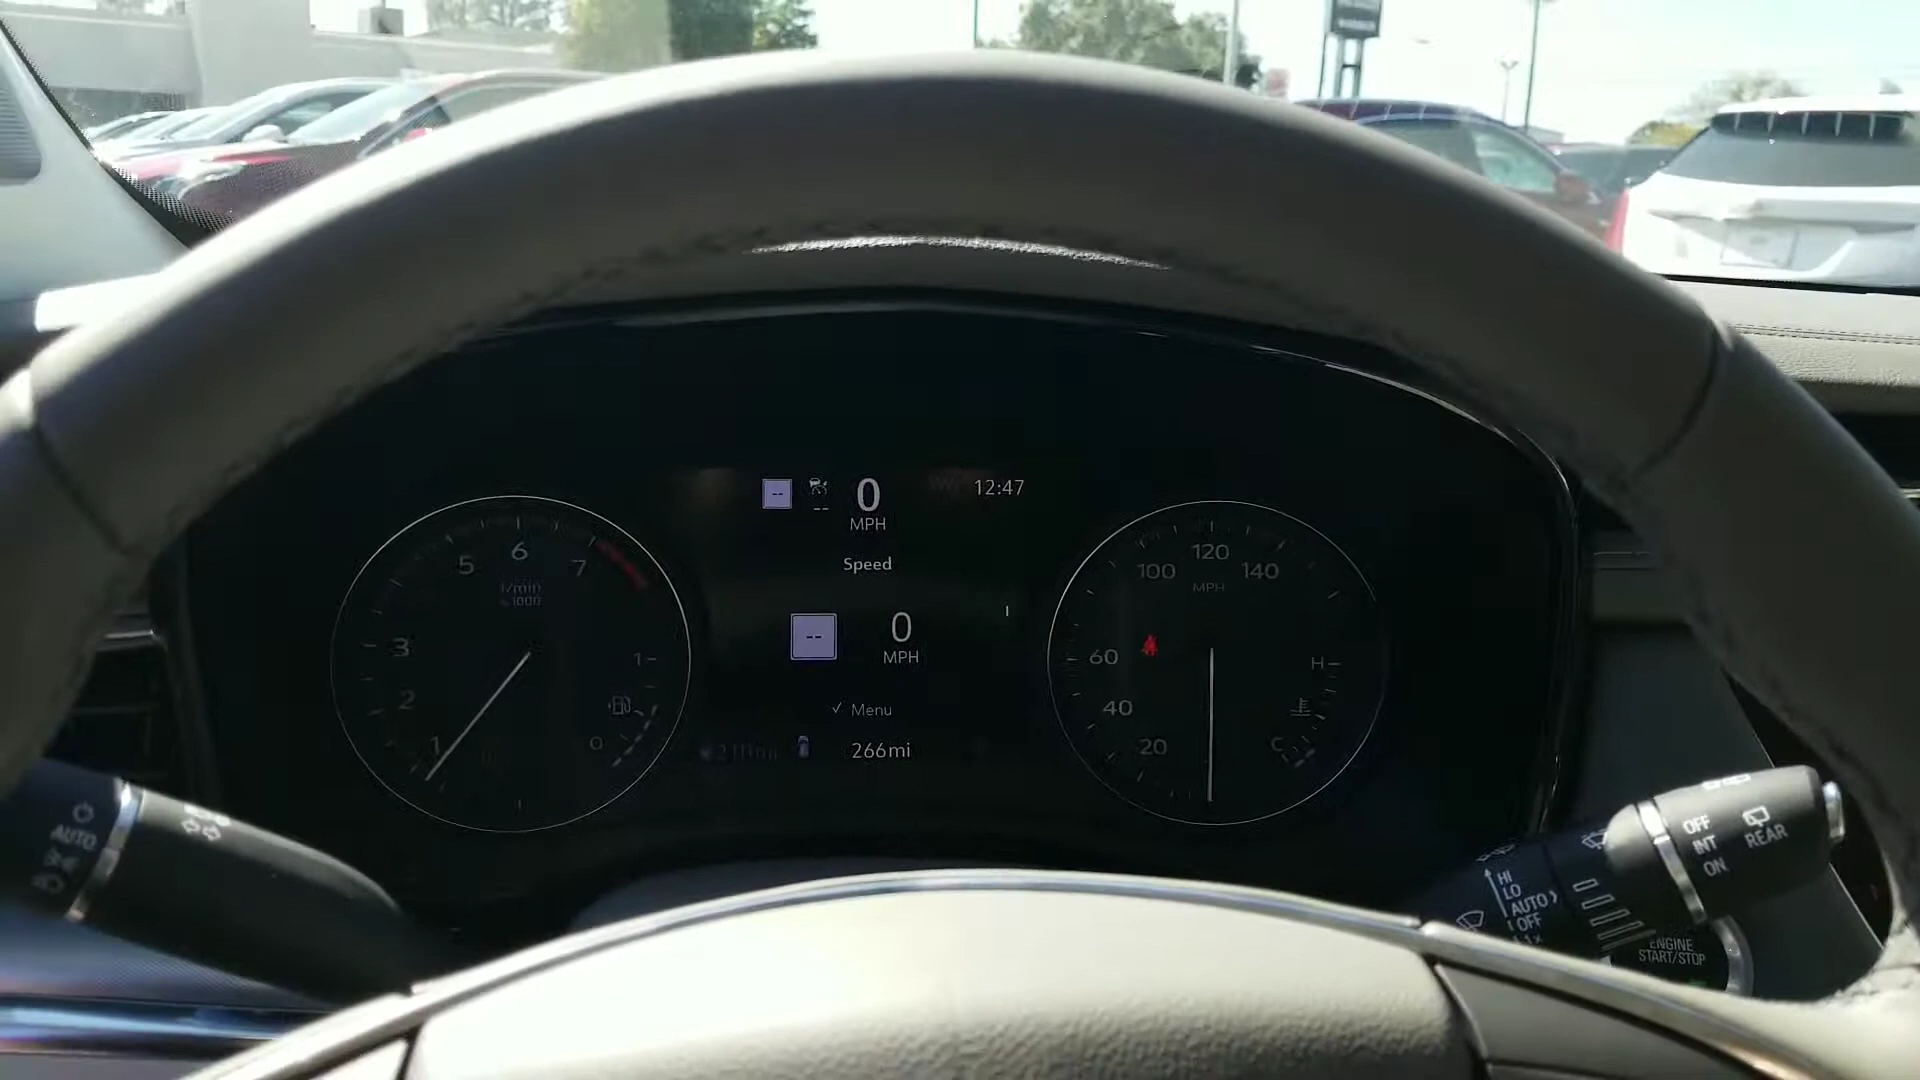 -- -- 0 12:47
MPH
Speed
-- 0
MPH
✓ Menu
266mi
5 6 7
1/min
x1000
3
2
1
1
0
100 120 140
MPH
60
40
20
H
C
AUTO
HI
LO
AUTO
OFF
1x
OFF
INT
ON
REAR
ENGINE
START/STOP